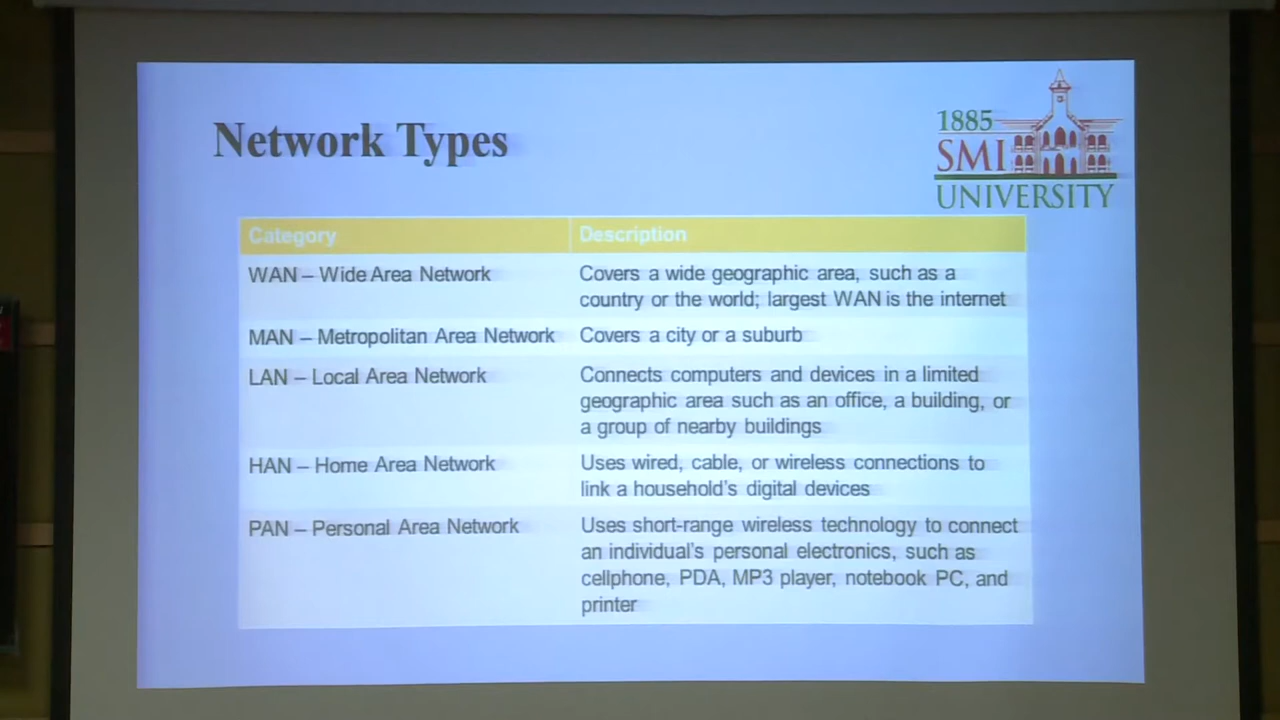 Network Types
1885
SMI
UNIVERSITY
Category Description
WAN – Wide Area Network Covers a wide geographic area, such as a
country or the world; largest WAN is the internet
MAN – Metropolitan Area Network Covers a city or a suburb
LAN – Local Area Network Connects computers and devices in a limited
geographic area such as an office, a building, or
a group of nearby buildings
HAN – Home Area Network Uses wired, cable, or wireless connections to
link a household's digital devices
PAN – Personal Area Network Uses short-range wireless technology to connect
an individual's personal electronics, such as
cellphone, PDA, MP3 player, notebook PC, and
printer